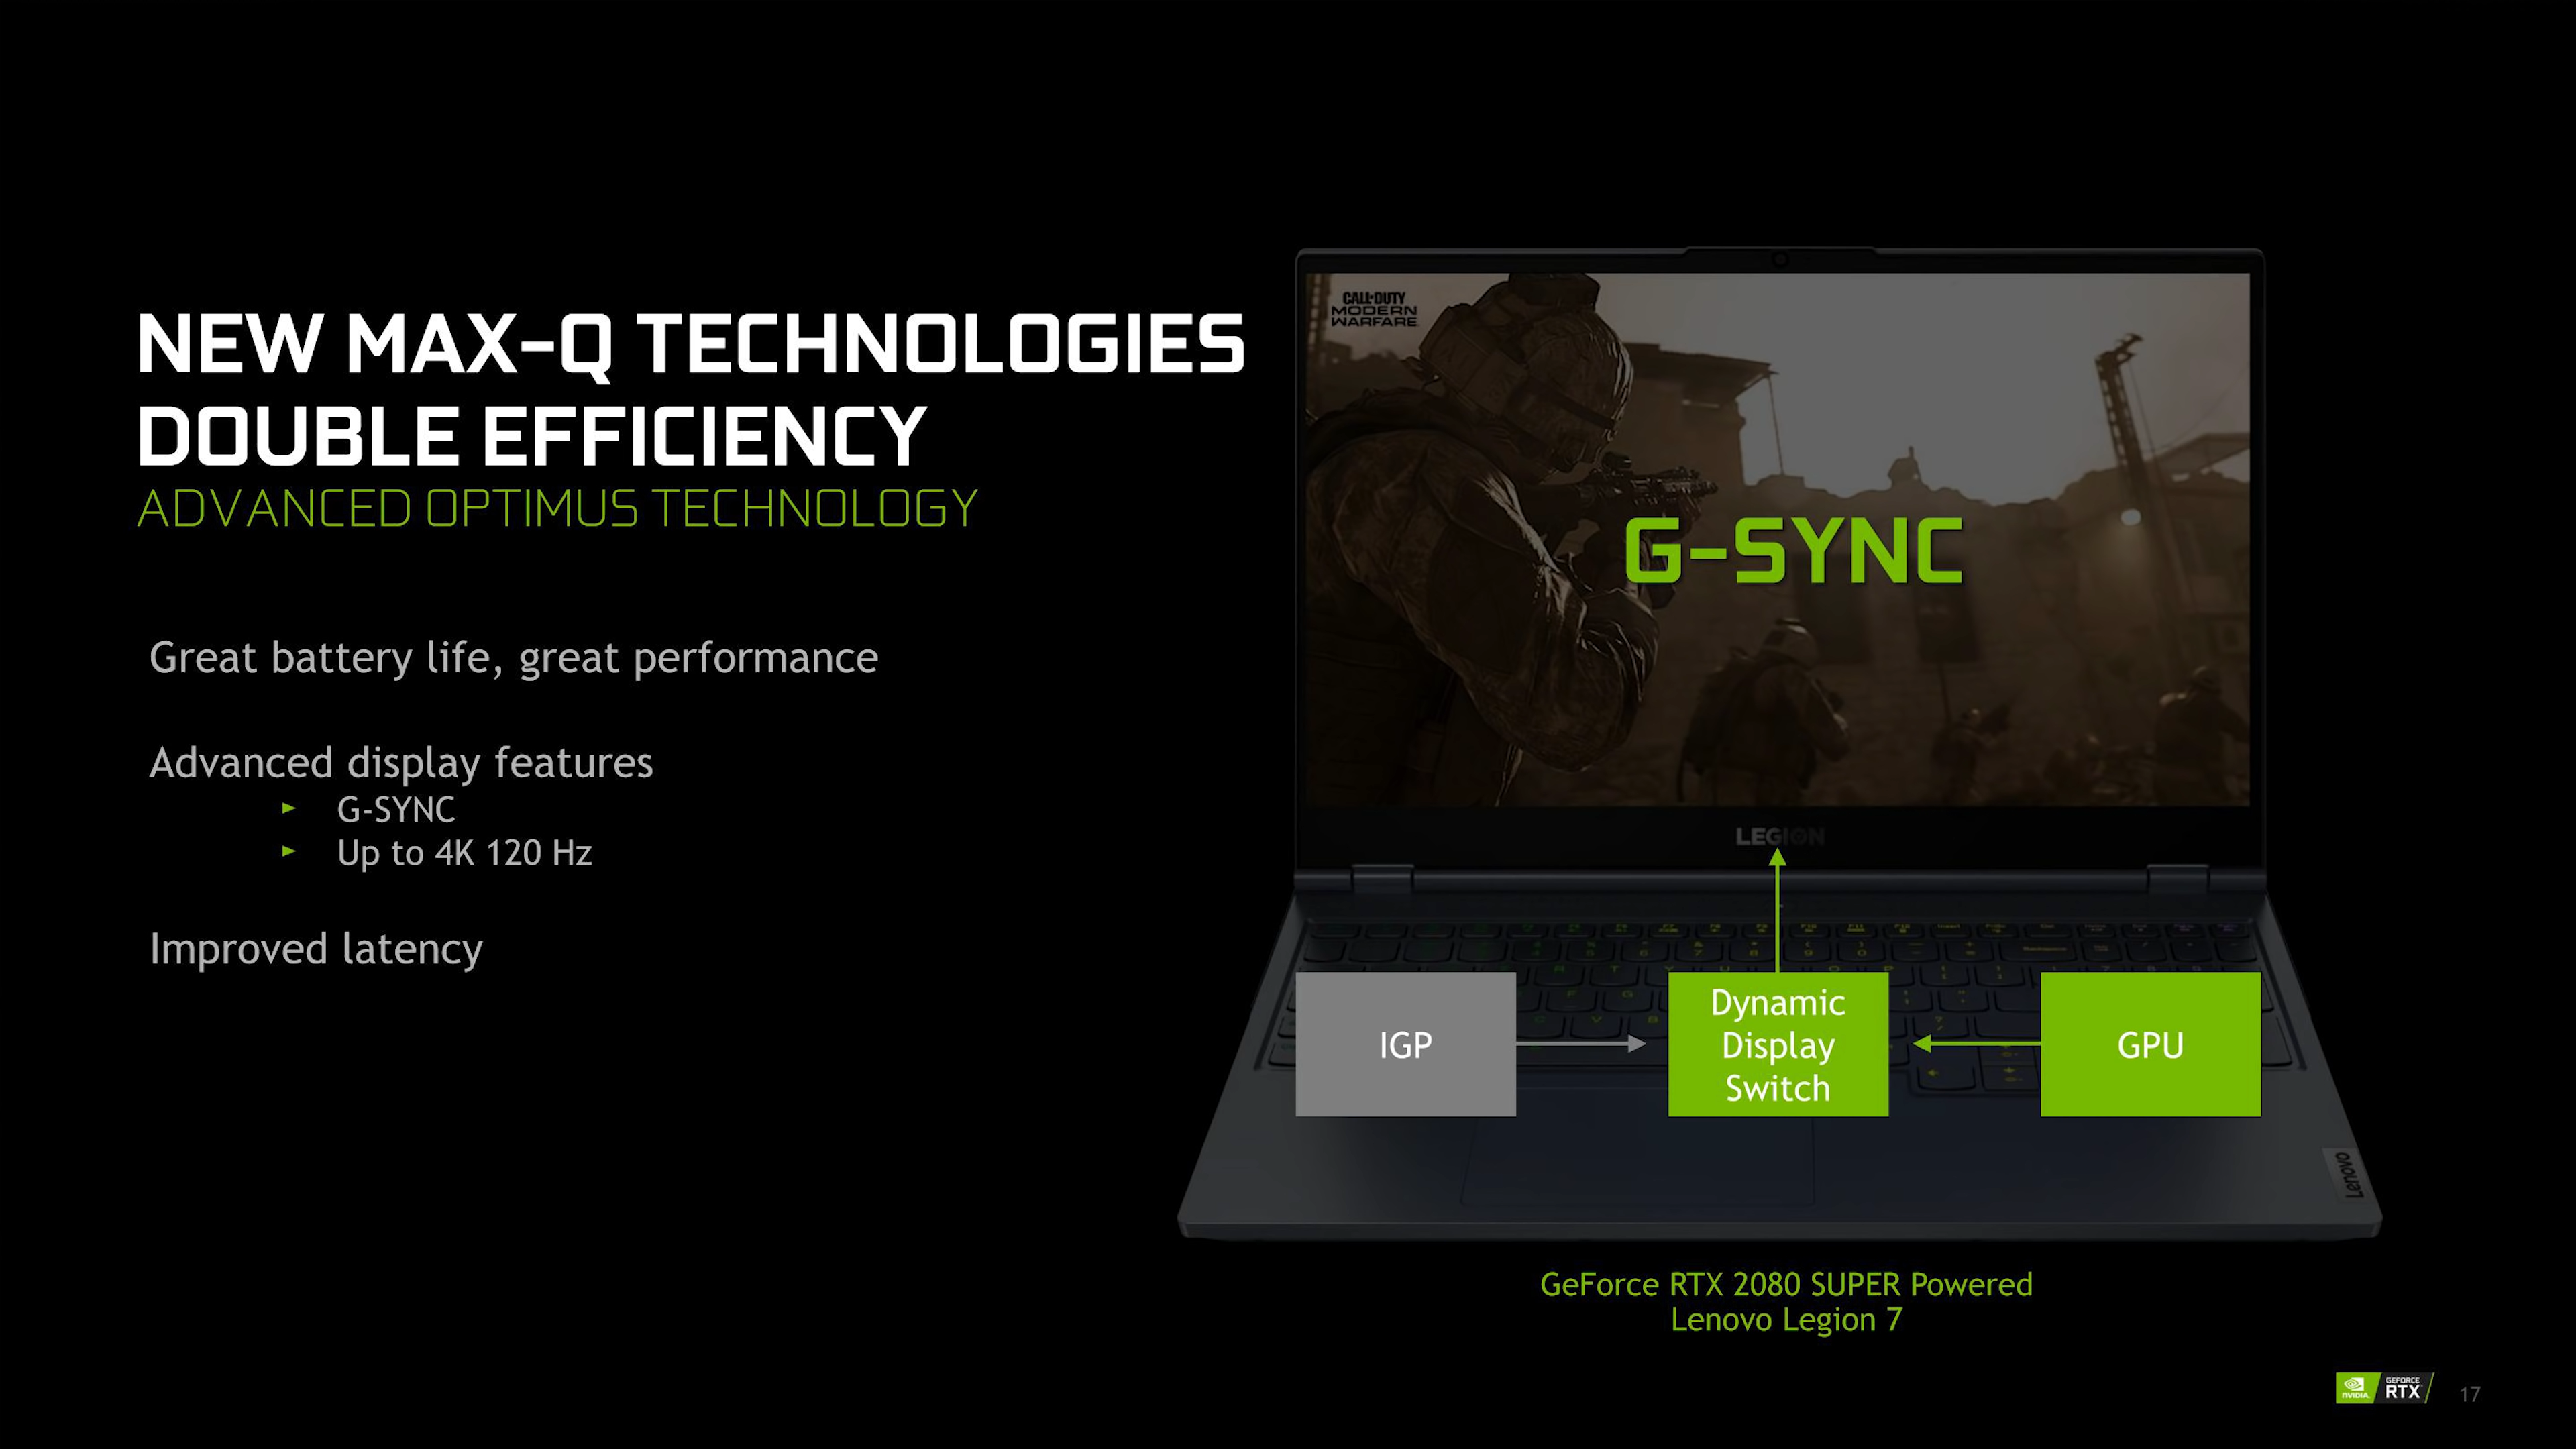 NEW MAX-Q TECHNOLOGIES
DOUBLE EFFICIENCY
ADVANCED OPTIMUS TECHNOLOGY
Great battery life, great performance
Advanced display features
► G-SYNC
► Up to 4K 120 Hz
Improved latency
CALL OF DUTY
MODERN
WARFARE
G-SYNC
LEGION
IGP
Dynamic
Display
Switch
GPU
Lenovo
GeForce RTX 2080 SUPER Powered
Lenovo Legion 7
NVIDIA
GEFORCE
RTX
17